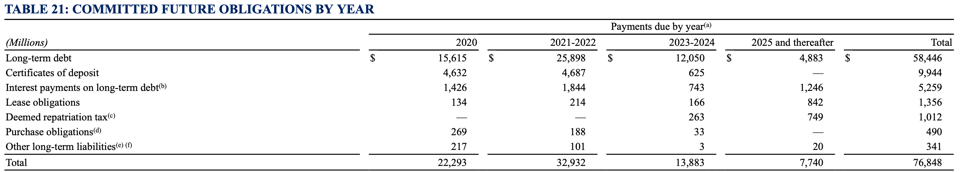 TABLE 21: COMMITTED FUTURE OBLIGATIONS BY YEAR
Payments due by year(a)
(Millions) 2020 2021-2022 2023-2024 2025 and thereafter Total
Long-term debt $ 15,615 $ 25,898 $ 12,050 $ 4,883 $ 58,446
Certificates of deposit 4,632 4,687 625 — 9,944
Interest payments on long-term debt(b) 1,426 1,844 743 1,246 5,259
Lease obligations 134 214 166 842 1,356
Deemed repatriation tax(c) — — 263 749 1,012
Purchase obligations(d) 269 188 33 — 490
Other long-term liabilities(e) (f) 217 101 3 20 341
Total 22,293 32,932 13,883 7,740 76,848